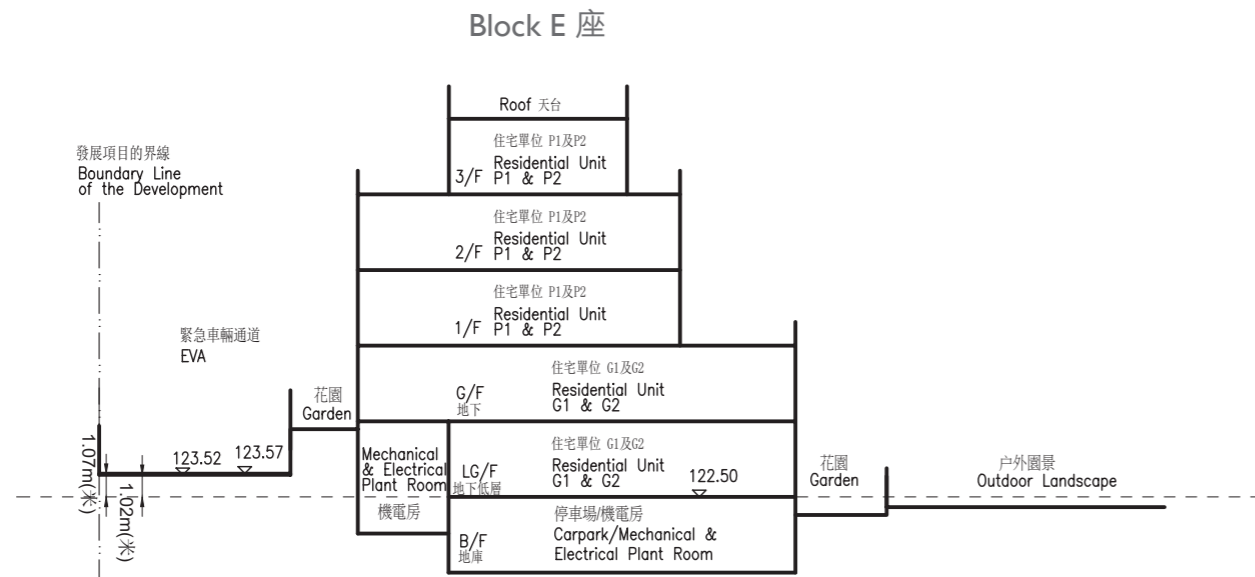 Block E 座
Roof 天台
發展項目的界線
Boundary Line
of the Development
住宅單位 P1及P2
3/F Residential Unit
P1 & P2
住宅單位 P1及P2
2/F Residential Unit
P1 & P2
住宅單位 P1及P2
1/F Residential Unit
P1 & P2
緊急車輛通道
EVA
花園
Garden
住宅單位 G1及G2
G/F Residential Unit
地下 G1 & G2
1.07m(米)
1.02m(米)
123.52
123.57
Mechanical
& Electrical
Plant Room
機電房
住宅單位 G1及G2
LG/F Residential Unit
地下低層 G1 & G2
122.50
花園
Garden
户外園景
Outdoor Landscape
停車場/機電房
B/F Carpark/Mechanical &
地庫 Electrical Plant Room